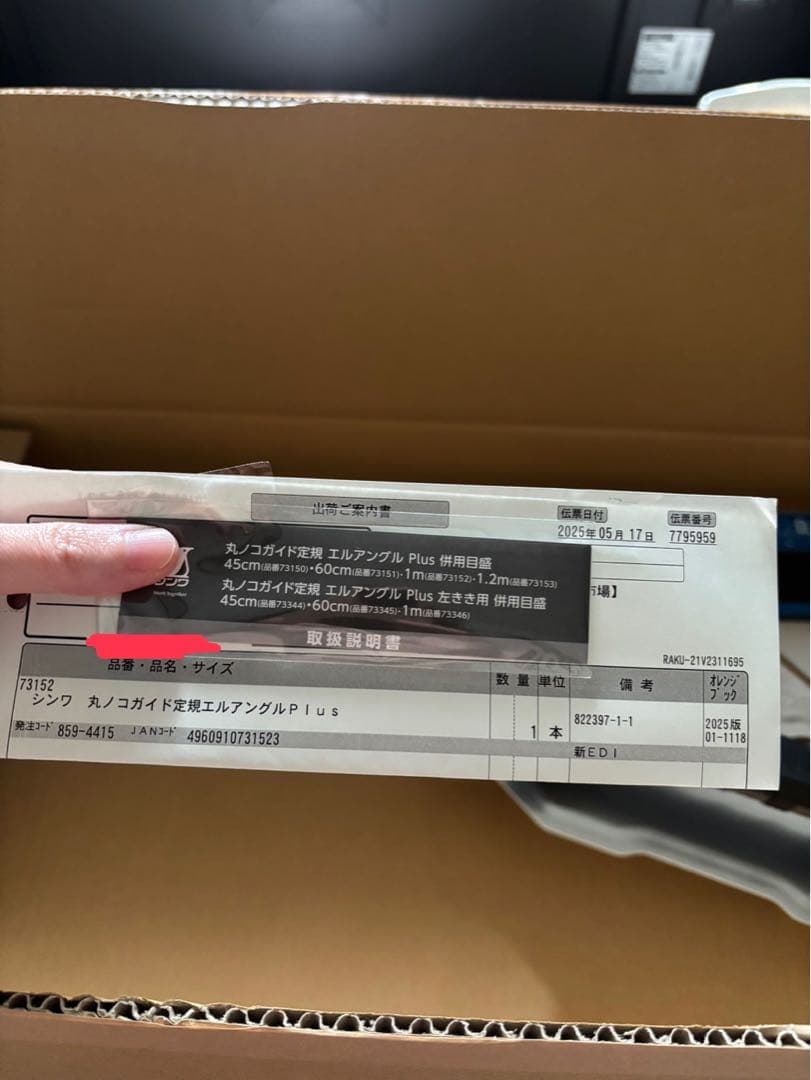 出荷ご案内書
伝票日付
伝票番号
2025年05月17日
7795959
シンワ
丸ノコガイド定規 エルアングル Plus 併用目盛
45cm(品番73150)・60cm(品番73151)・1m(品番73152)・1.2m(品番73153)
丸ノコガイド定規 エルアングル Plus 左きき用 併用目盛
45cm(品番73344)・60cm(品番73345)・1m(品番73346)
取扱説明書
市場】
RAKU-21V2311695
品番・品名・サイズ
数量
単位
備考
オレンジブック
73152
シンワ 丸ノコガイド定規エルアングルPlus
1
本
822397-1-1
2025版
01-1118
発注コード 859-4415 JANコード 4960910731523
新EDI